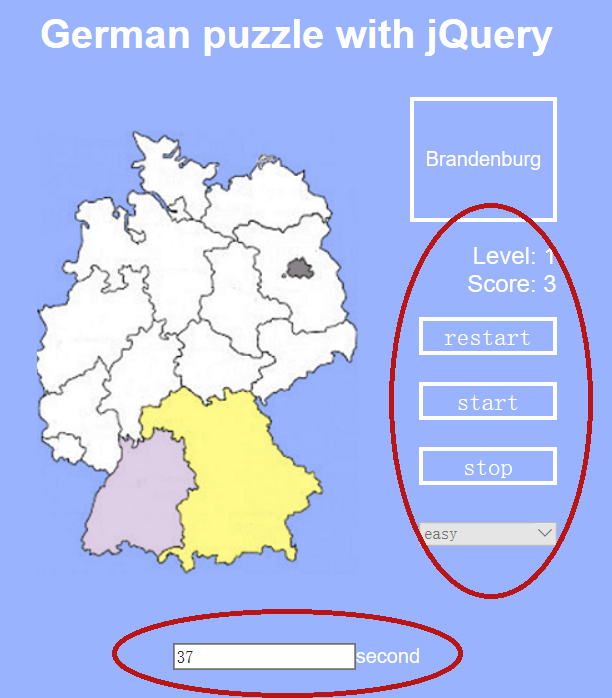 German puzzle with jQuery
Brandenburg
Level: 1
Score: 3
restart
start
stop
easy
37 second